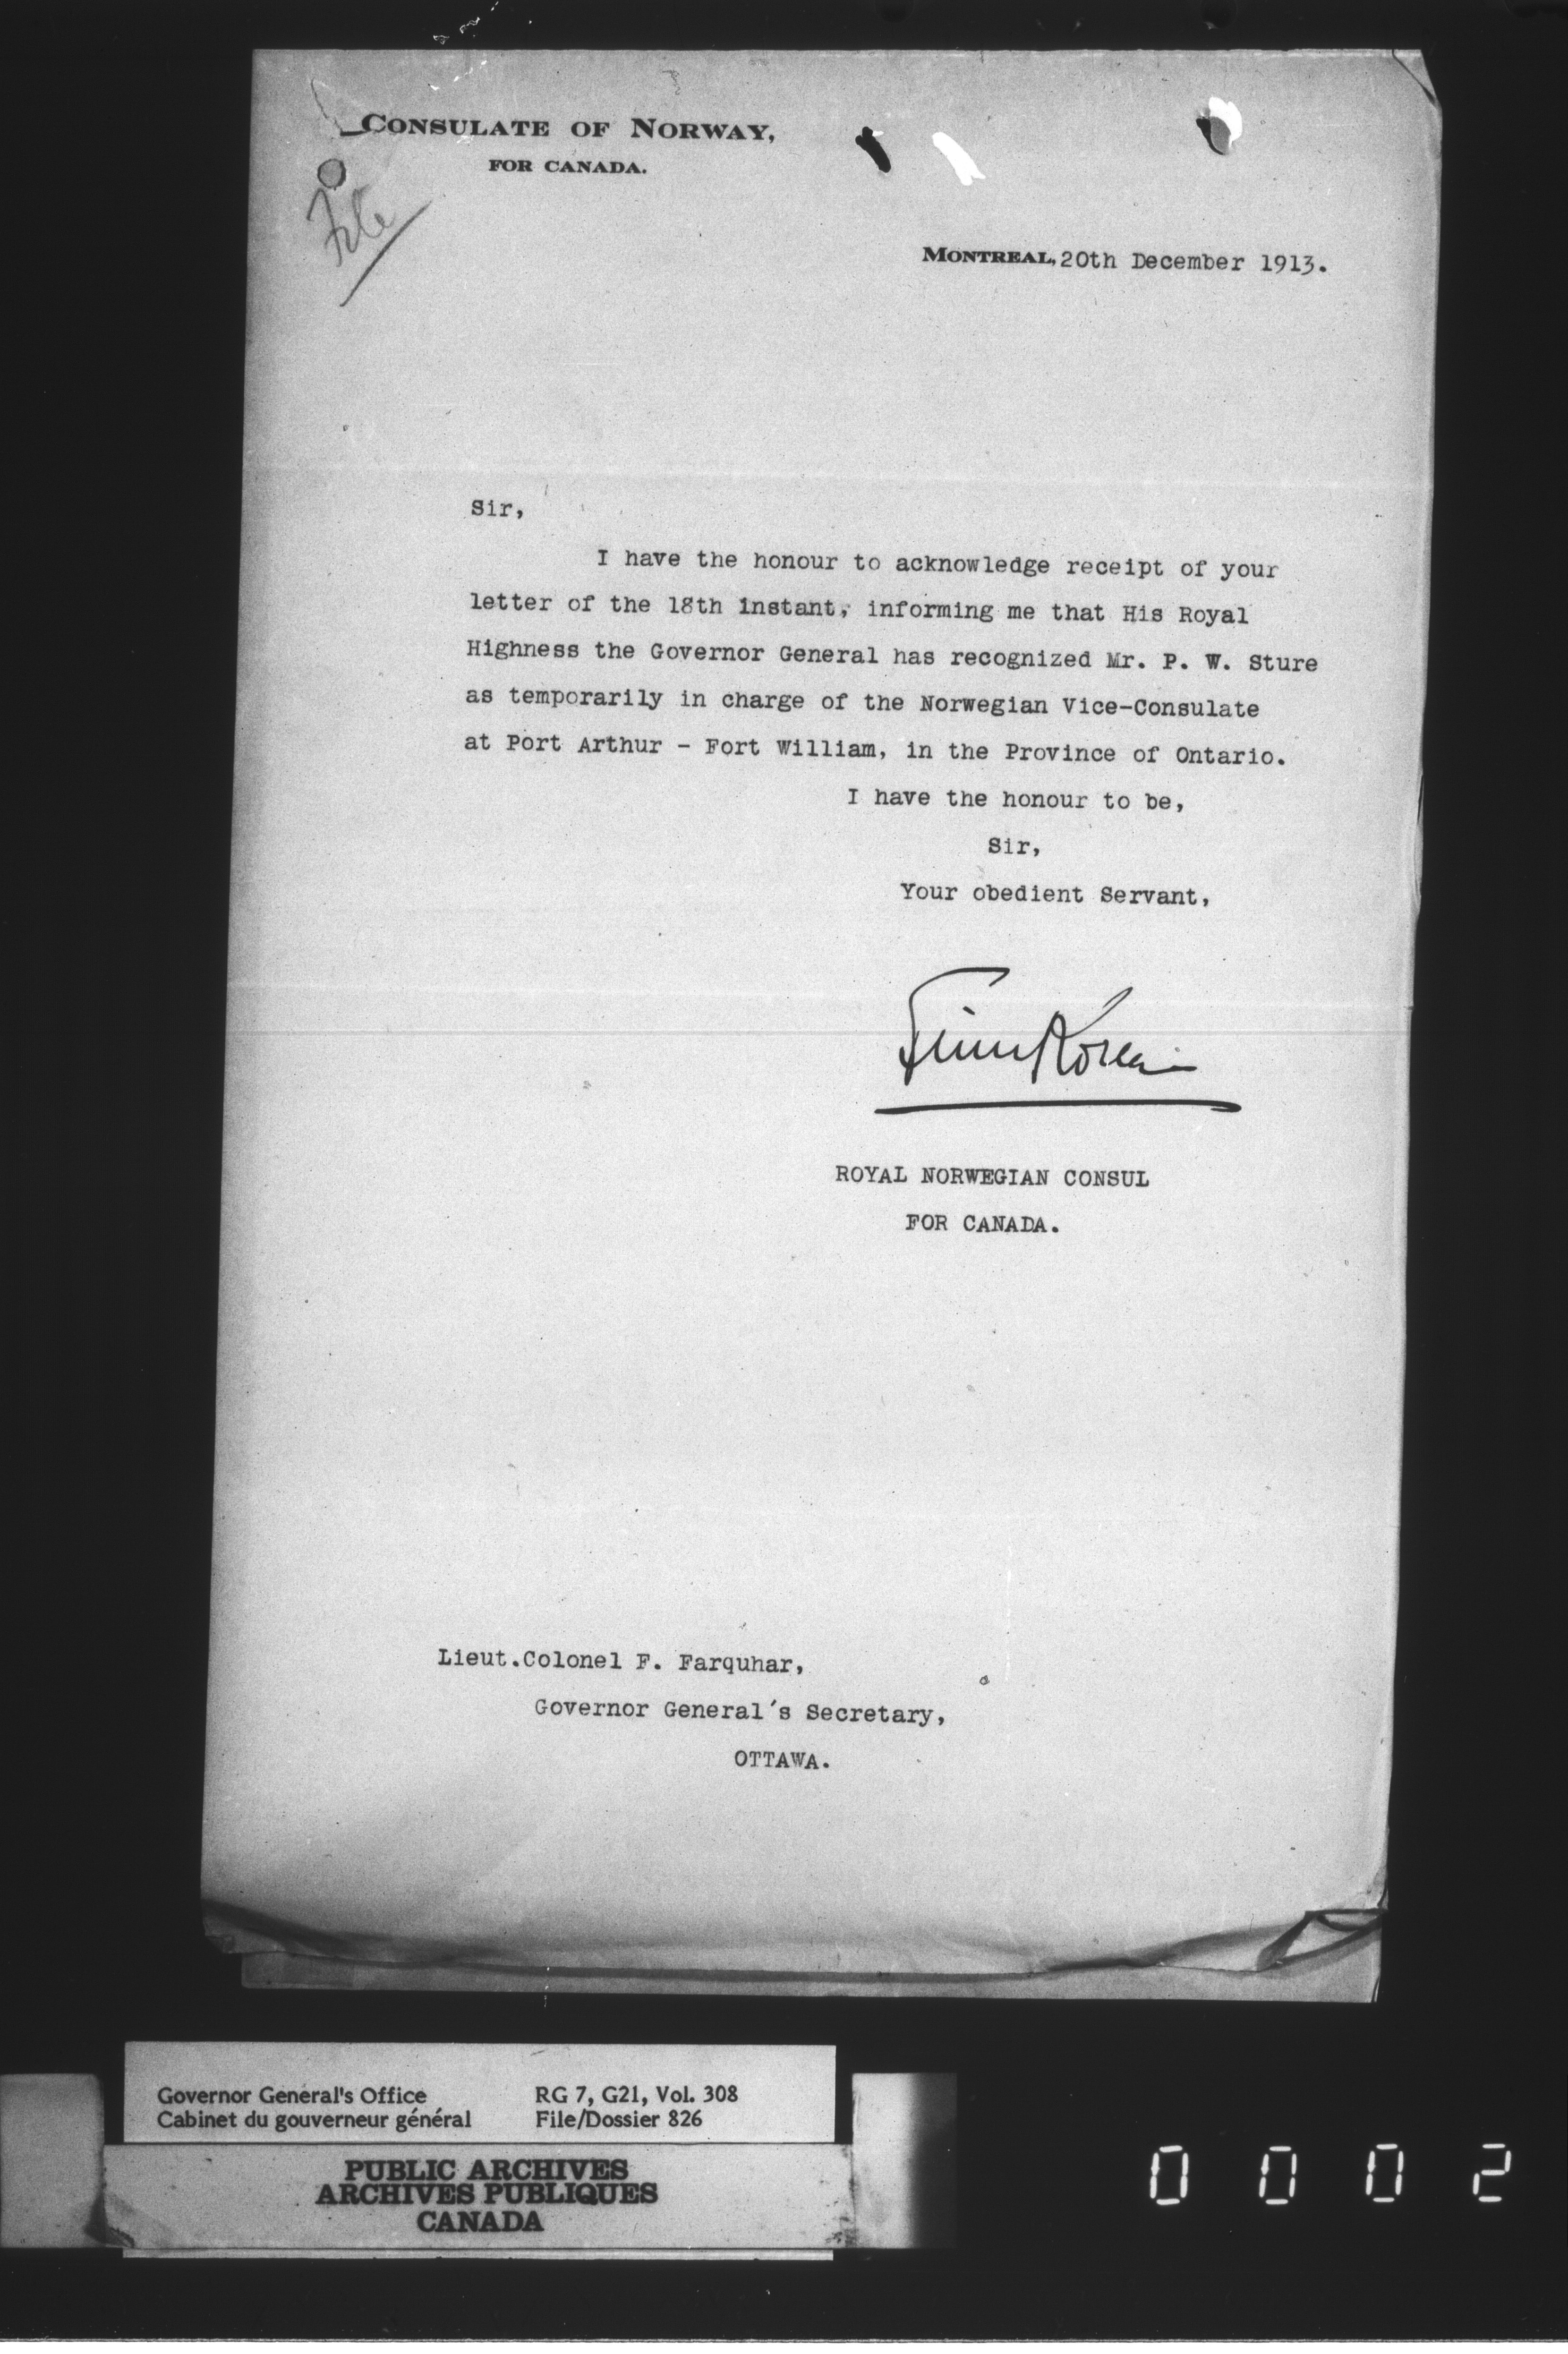 CONSULATE OF NORWAY,
FOR CANADA.
File
MONTREAL, 20th December 1913.
Sir,
I have the honour to acknowledge receipt of your
letter of the 18th instant, informing me that His Royal
Highness the Governor General has recognized Mr. P. W. Sture
as temporarily in charge of the Norwegian Vice-Consulate
at Port Arthur - Fort William, in the Province of Ontario.
I have the honour to be,
Sir,
Your obedient Servant,
ROYAL NORWEGIAN CONSUL
FOR CANADA.
Lieut.Colonel F. Farquhar,
Governor General's Secretary,
OTTAWA.
Governor General's Office RG 7, G21, Vol. 308
Cabinet du gouverneur général File/Dossier 826
PUBLIC ARCHIVES
ARCHIVES PUBLIQUES
CANADA
0 0 0 2